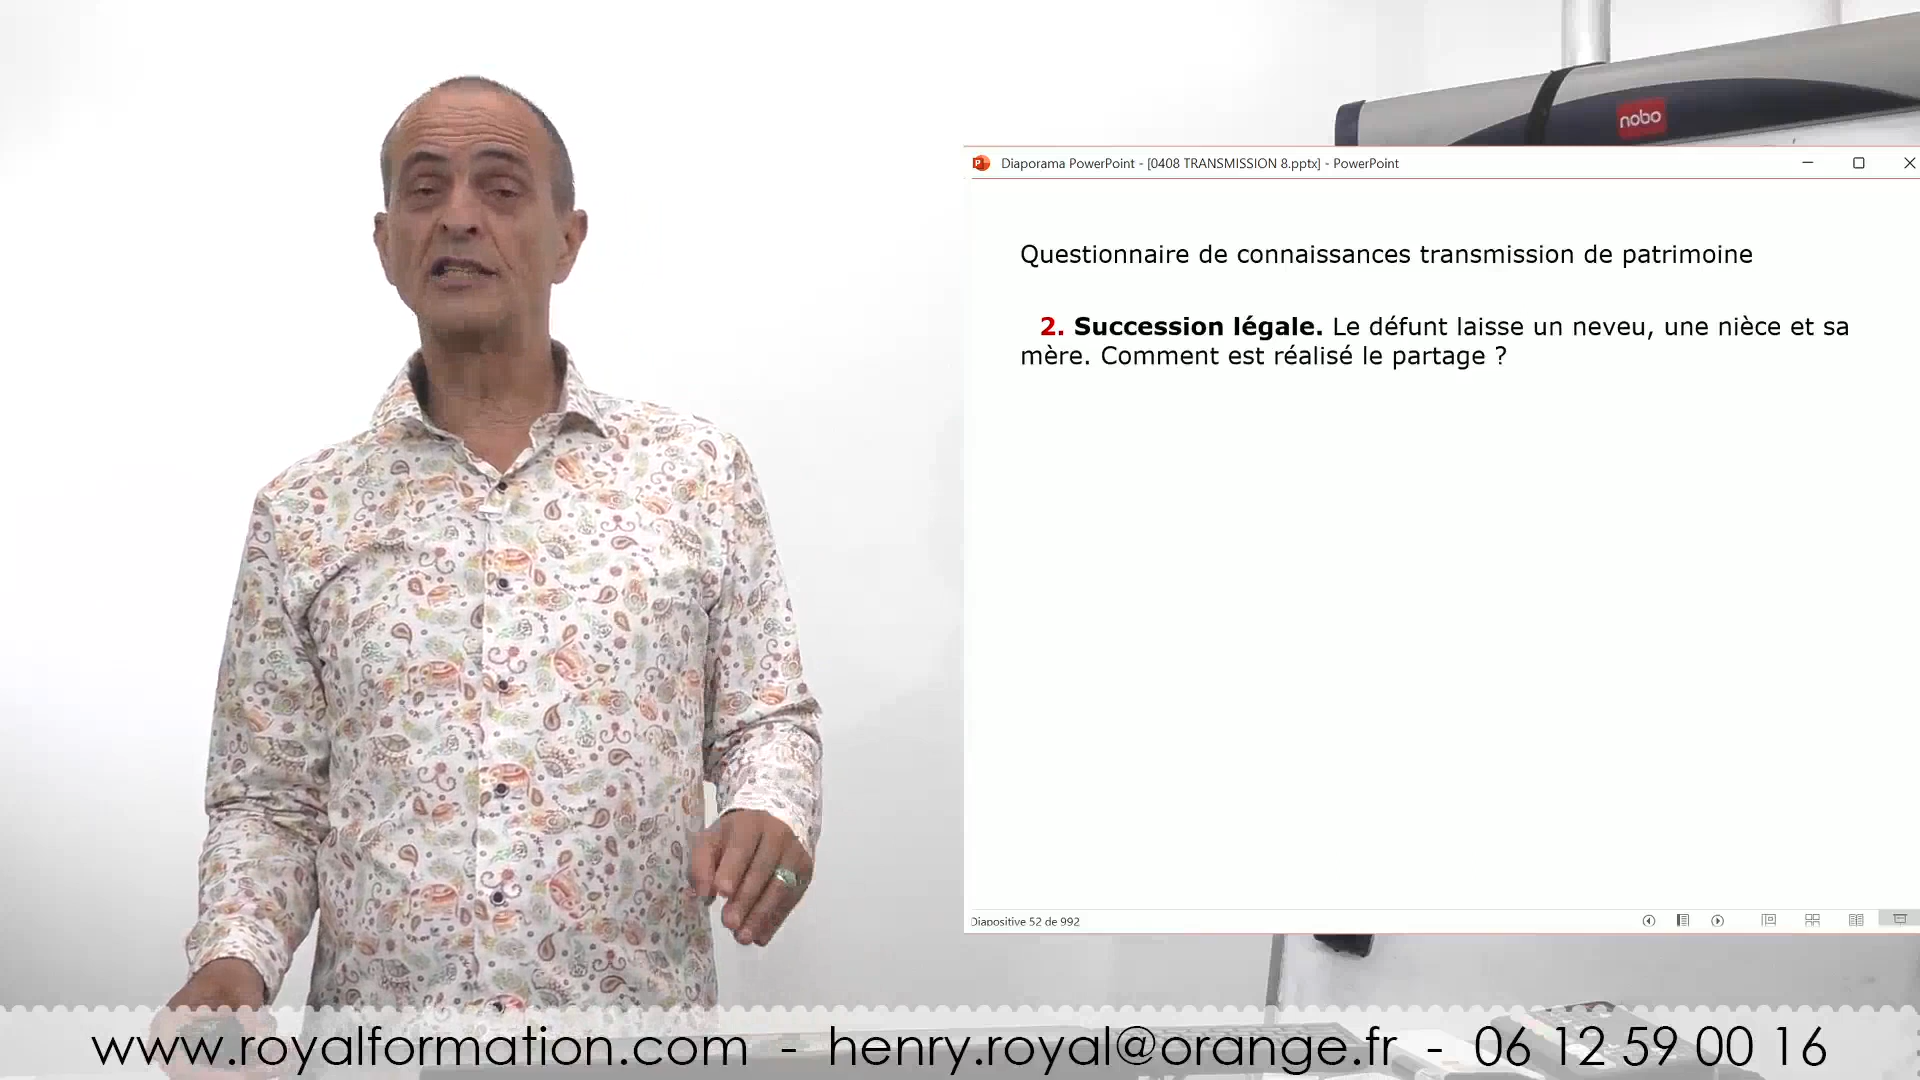 nobo
Diaporama PowerPoint - [0408 TRANSMISSION 8.pptx] - PowerPoint
Questionnaire de connaissances transmission de patrimoine
2. Succession légale. Le défunt laisse un neveu, une nièce et sa
mère. Comment est réalisé le partage ?
Diapositive 52 de 992
www.royalformation.com - henry.royal@orange.fr - 06 12 59 00 16